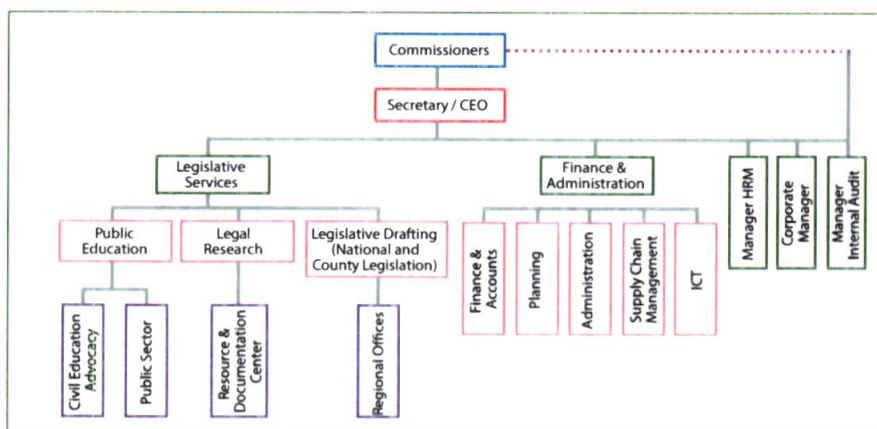 Commissioners
Secretary / CEO
Legislative
Services
Finance &
Administration
Manager HRM
Corporate
Manager
Manager
Internal Audit
Public
Education
Legal
Research
Legislative Drafting
(National and
County Legislation)
Finance &
Accounts
Planning
Administration
Supply Chain
Management
ICT
Civil Education
Advocacy
Public Sector
Resource &
Documentation
Center
Regional Offices